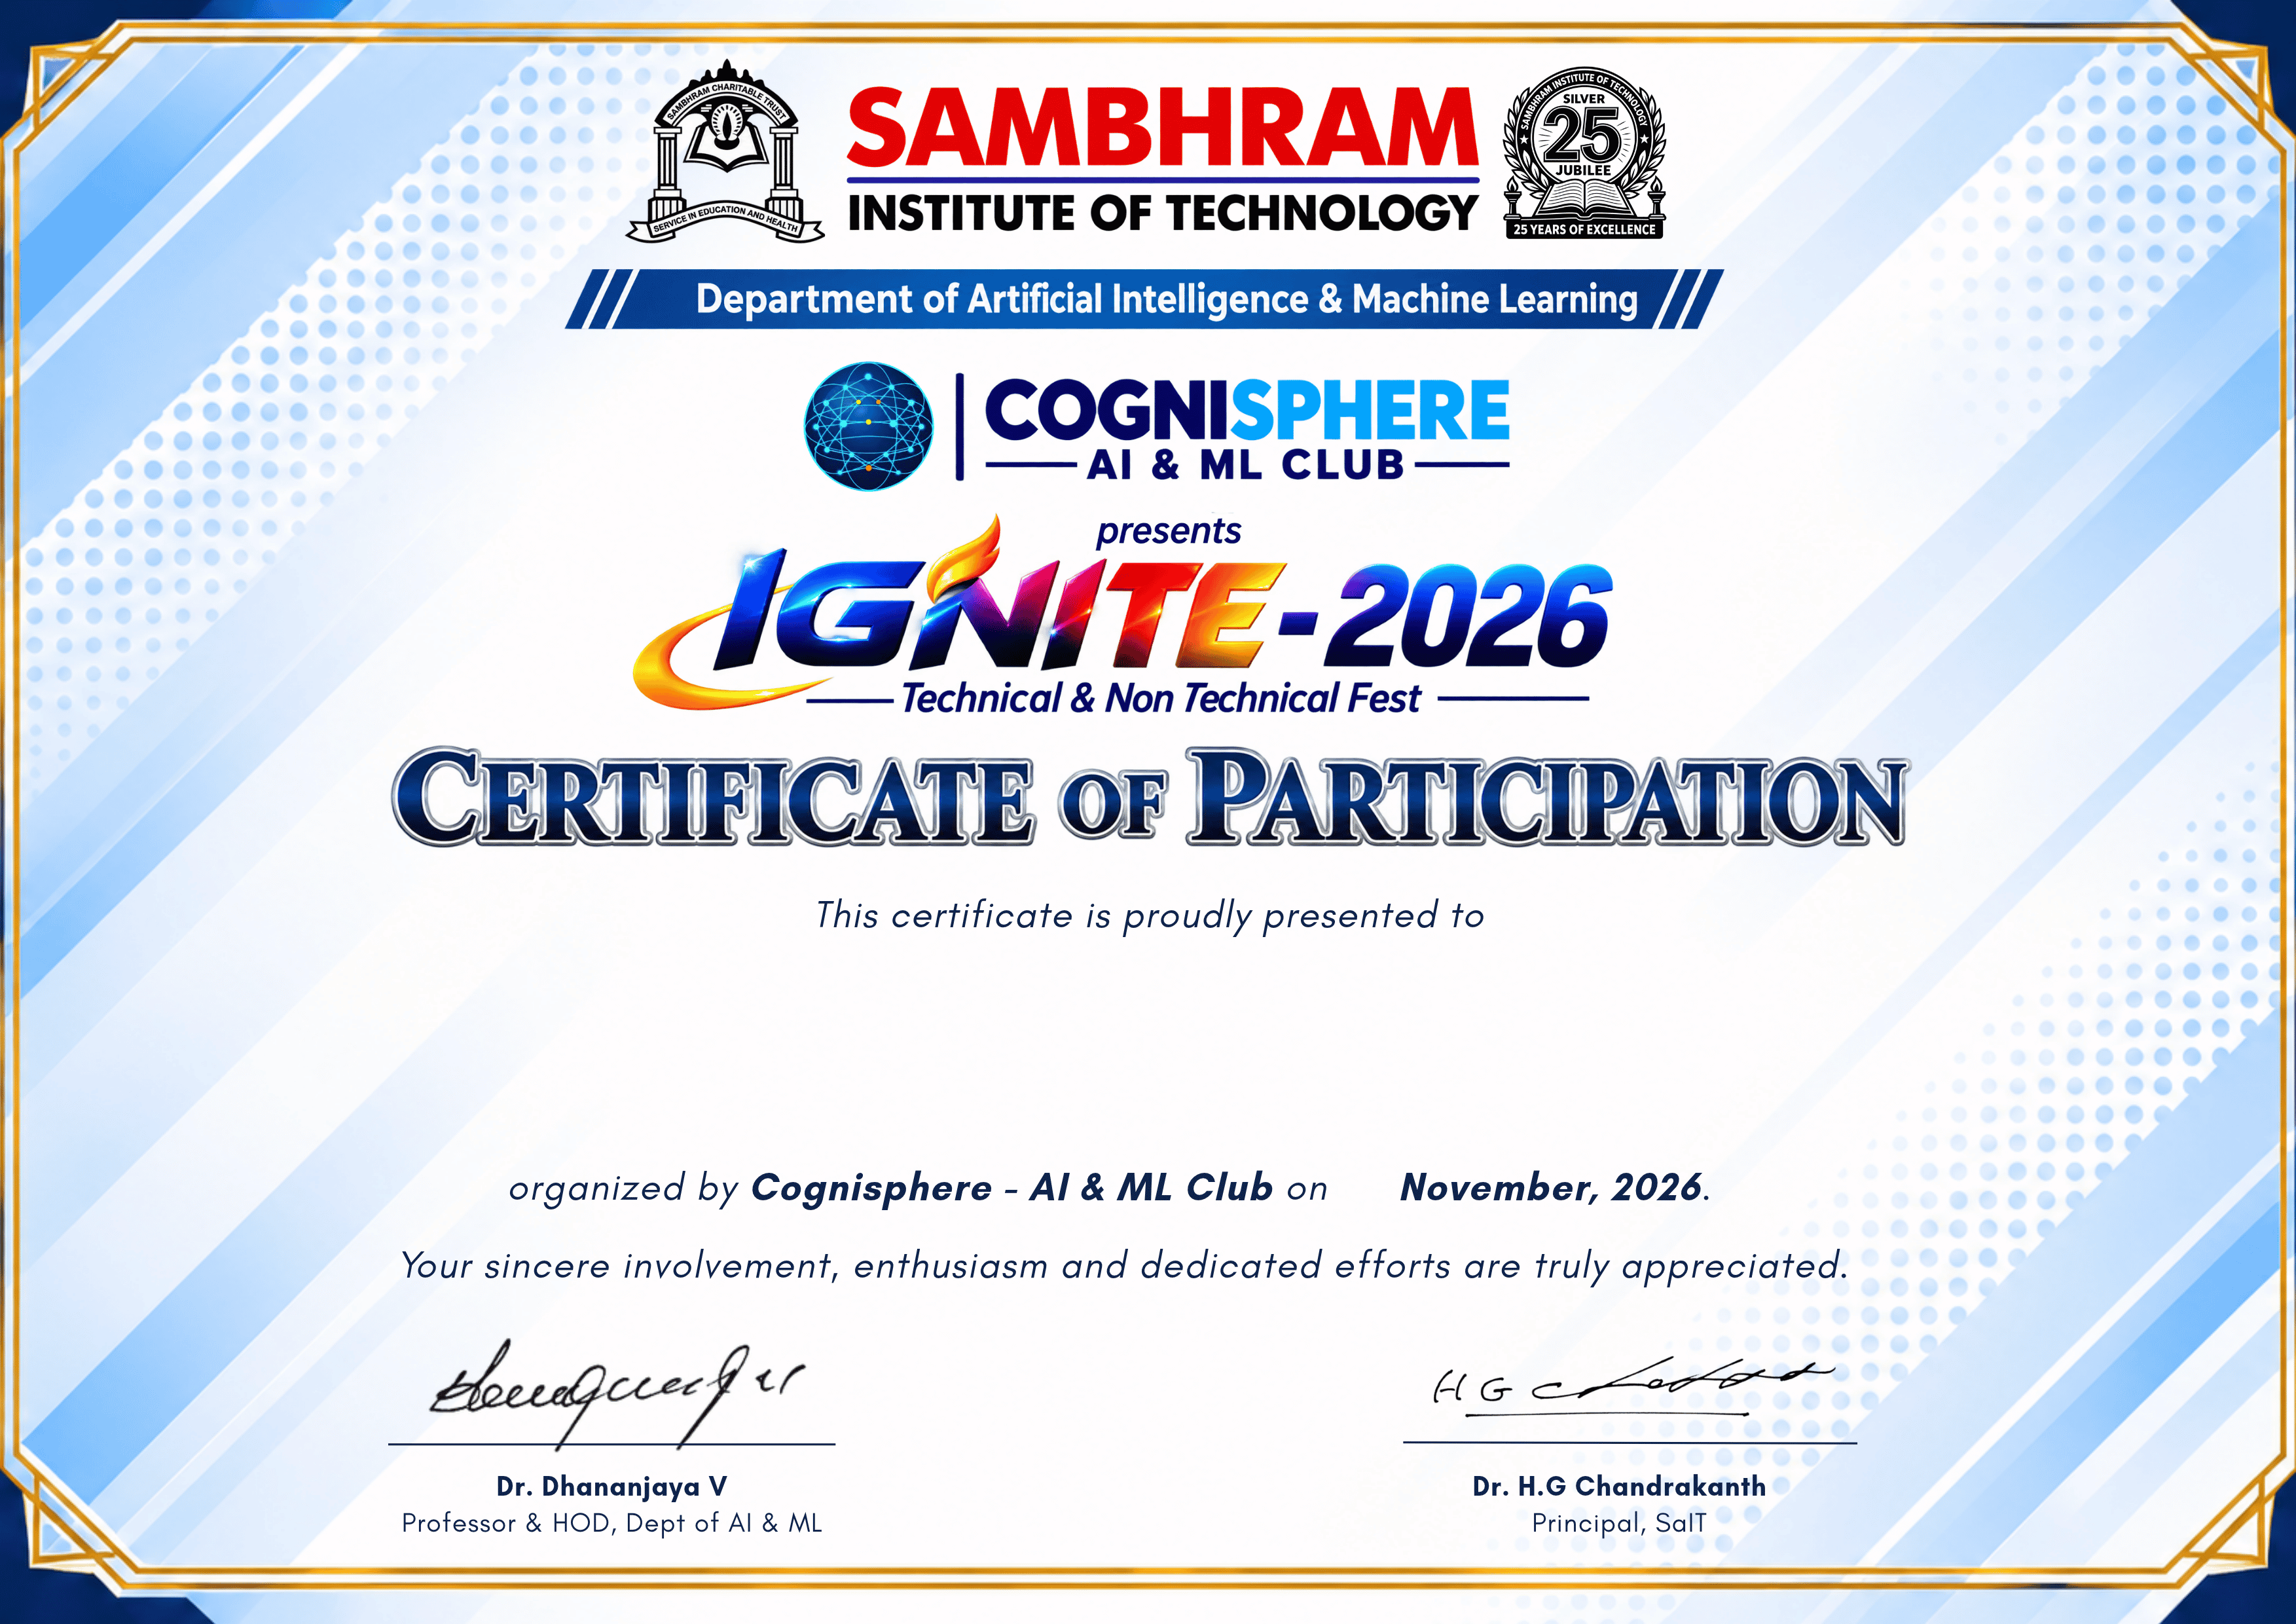 SAMBHRAM CHARITABLE TRUST
SERVICE IN EDUCATION AND HEALTH
SAMBHRAM
INSTITUTE OF TECHNOLOGY
SAMBHRAM INSTITUTE OF TECHNOLOGY
SILVER
25
JUBILEE
25 YEARS OF EXCELLENCE
Department of Artificial Intelligence & Machine Learning
COGNISPHERE
AI & ML CLUB
presents
IGNITE-2026
Technical & Non Technical Fest
CERTIFICATE OF PARTICIPATION
This certificate is proudly presented to
organized by Cognisphere - AI & ML Club on November, 2026.
Your sincere involvement, enthusiasm and dedicated efforts are truly appreciated.
H G
Dr. Dhananjaya V
Professor & HOD, Dept of AI & ML
Dr. H.G Chandrakanth
Principal, SaIT